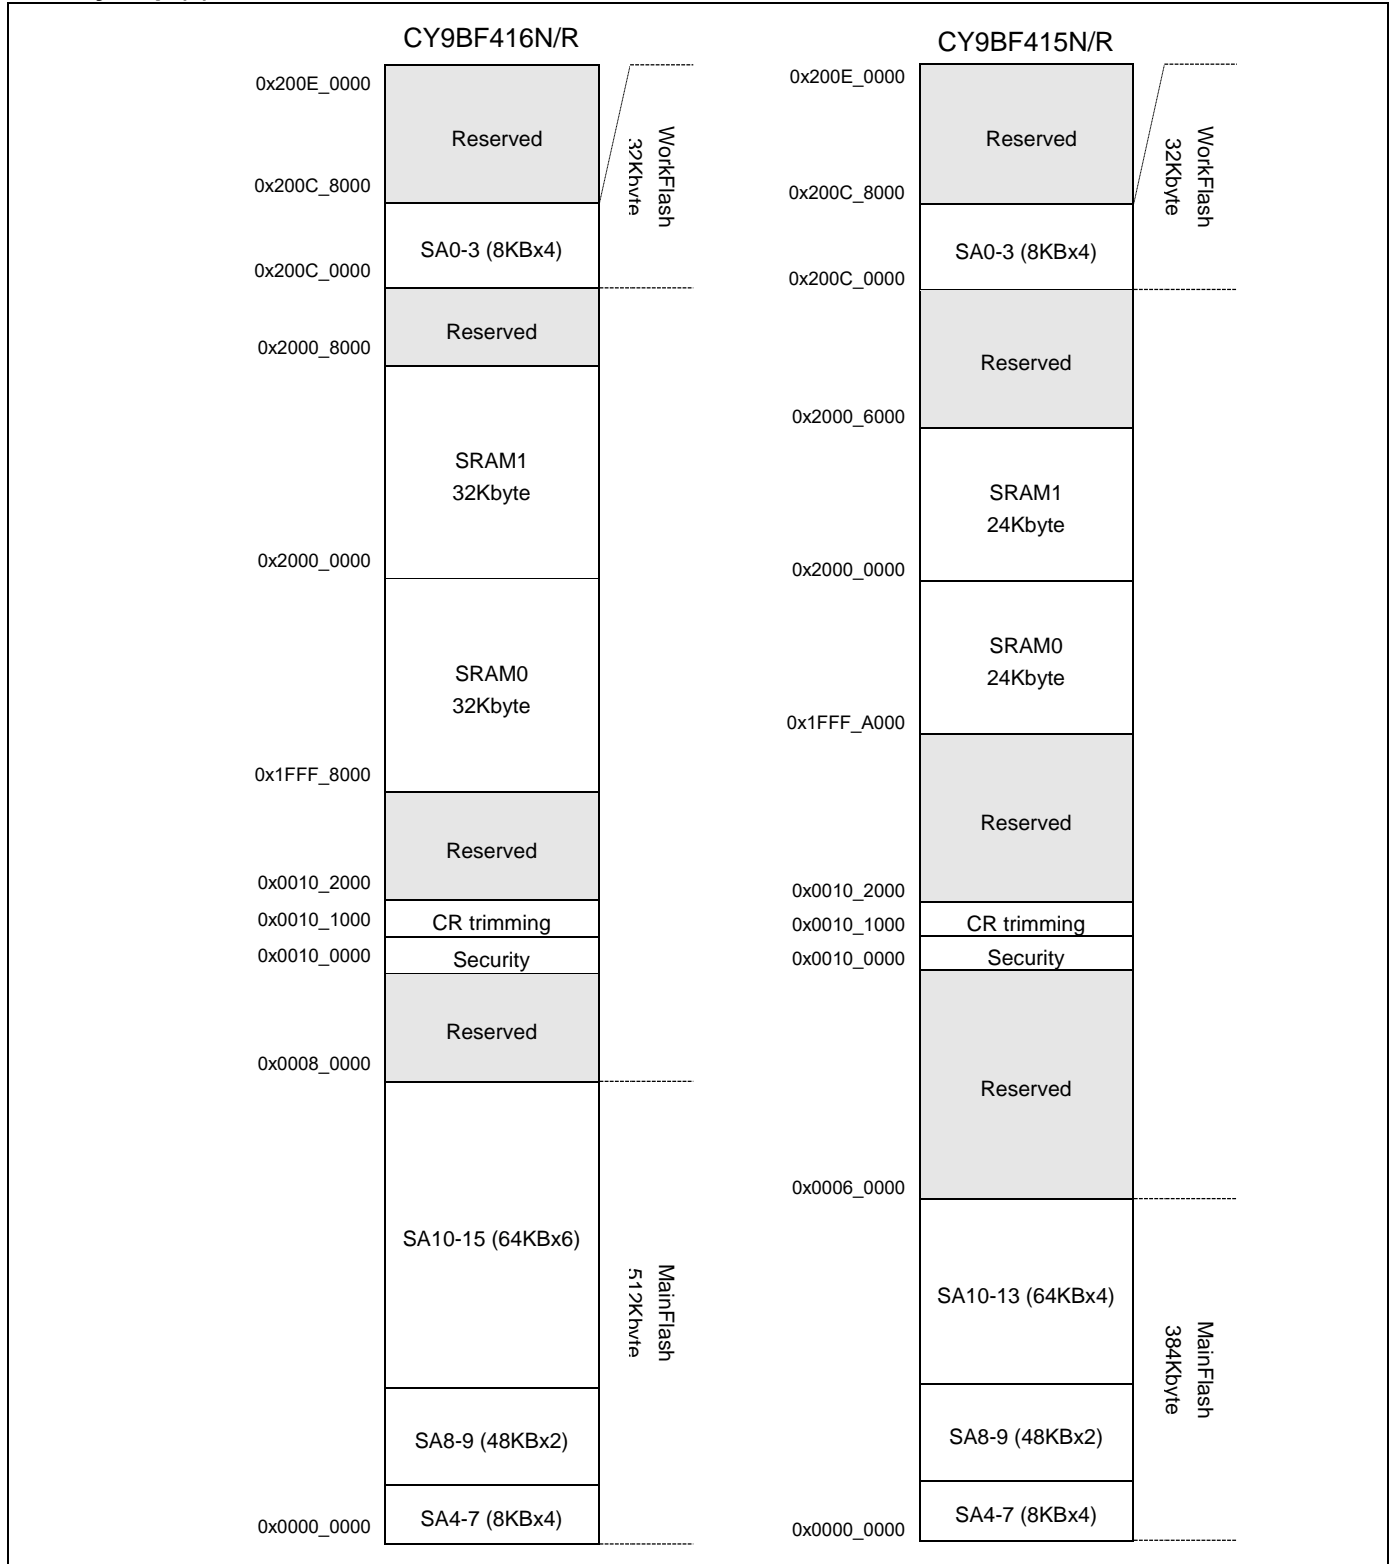 CY9BF416N/R
0x200E_0000
Reserved
0x200C_8000
SA0-3 (8KBx4)
0x200C_0000
Reserved
0x2000_8000
SRAM1
32Kbyte
0x2000_0000
SRAM0
32Kbyte
0x1FFF_8000
Reserved
0x0010_2000
0x0010_1000
CR trimming
0x0010_0000
Security
Reserved
0x0008_0000
SA10-15 (64KBx6)
SA8-9 (48KBx2)
SA4-7 (8KBx4)
0x0000_0000
WorkFlash
32Kbyte
MainFlash
512Kbyte
CY9BF415N/R
0x200E_0000
Reserved
0x200C_8000
SA0-3 (8KBx4)
0x200C_0000
Reserved
0x2000_6000
SRAM1
24Kbyte
0x2000_0000
SRAM0
24Kbyte
0x1FFF_A000
Reserved
0x0010_2000
0x0010_1000
CR trimming
0x0010_0000
Security
Reserved
0x0006_0000
SA10-13 (64KBx4)
SA8-9 (48KBx2)
SA4-7 (8KBx4)
0x0000_0000
WorkFlash
32Kbyte
MainFlash
384Kbyte